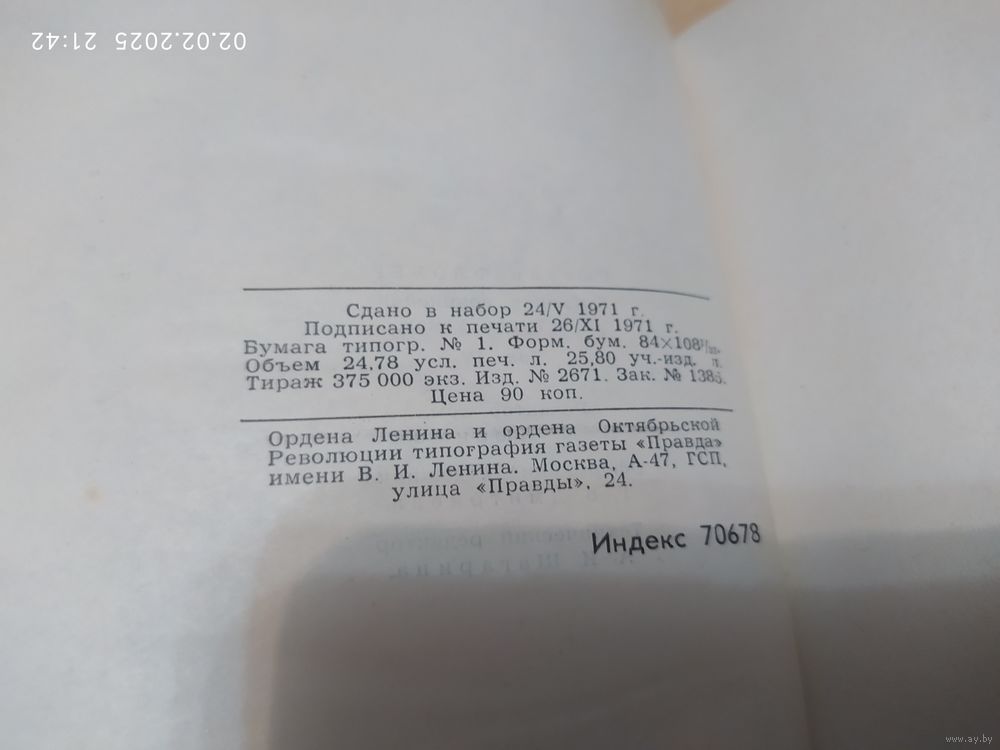 02.02.2025 21:42
Сдано в набор 24/V 1971 г.
Подписано к печати 26/XI 1971 г.
Бумага типогр. № 1. Форм. бум. 84×108¹/₃₂.
Объем 24,78 усл. печ. л. 25,80 уч.-изд. л.
Тираж 375 000 экз. Изд. № 2671. Зак. №
Цена 90 коп.
Ордена Ленина и ордена Октябрьской
Революции типография газеты «Правда»
имени В. И. Ленина. Москва, А-47, ГСП,
улица «Правды», 24.
Индекс 70678
www.ay.by